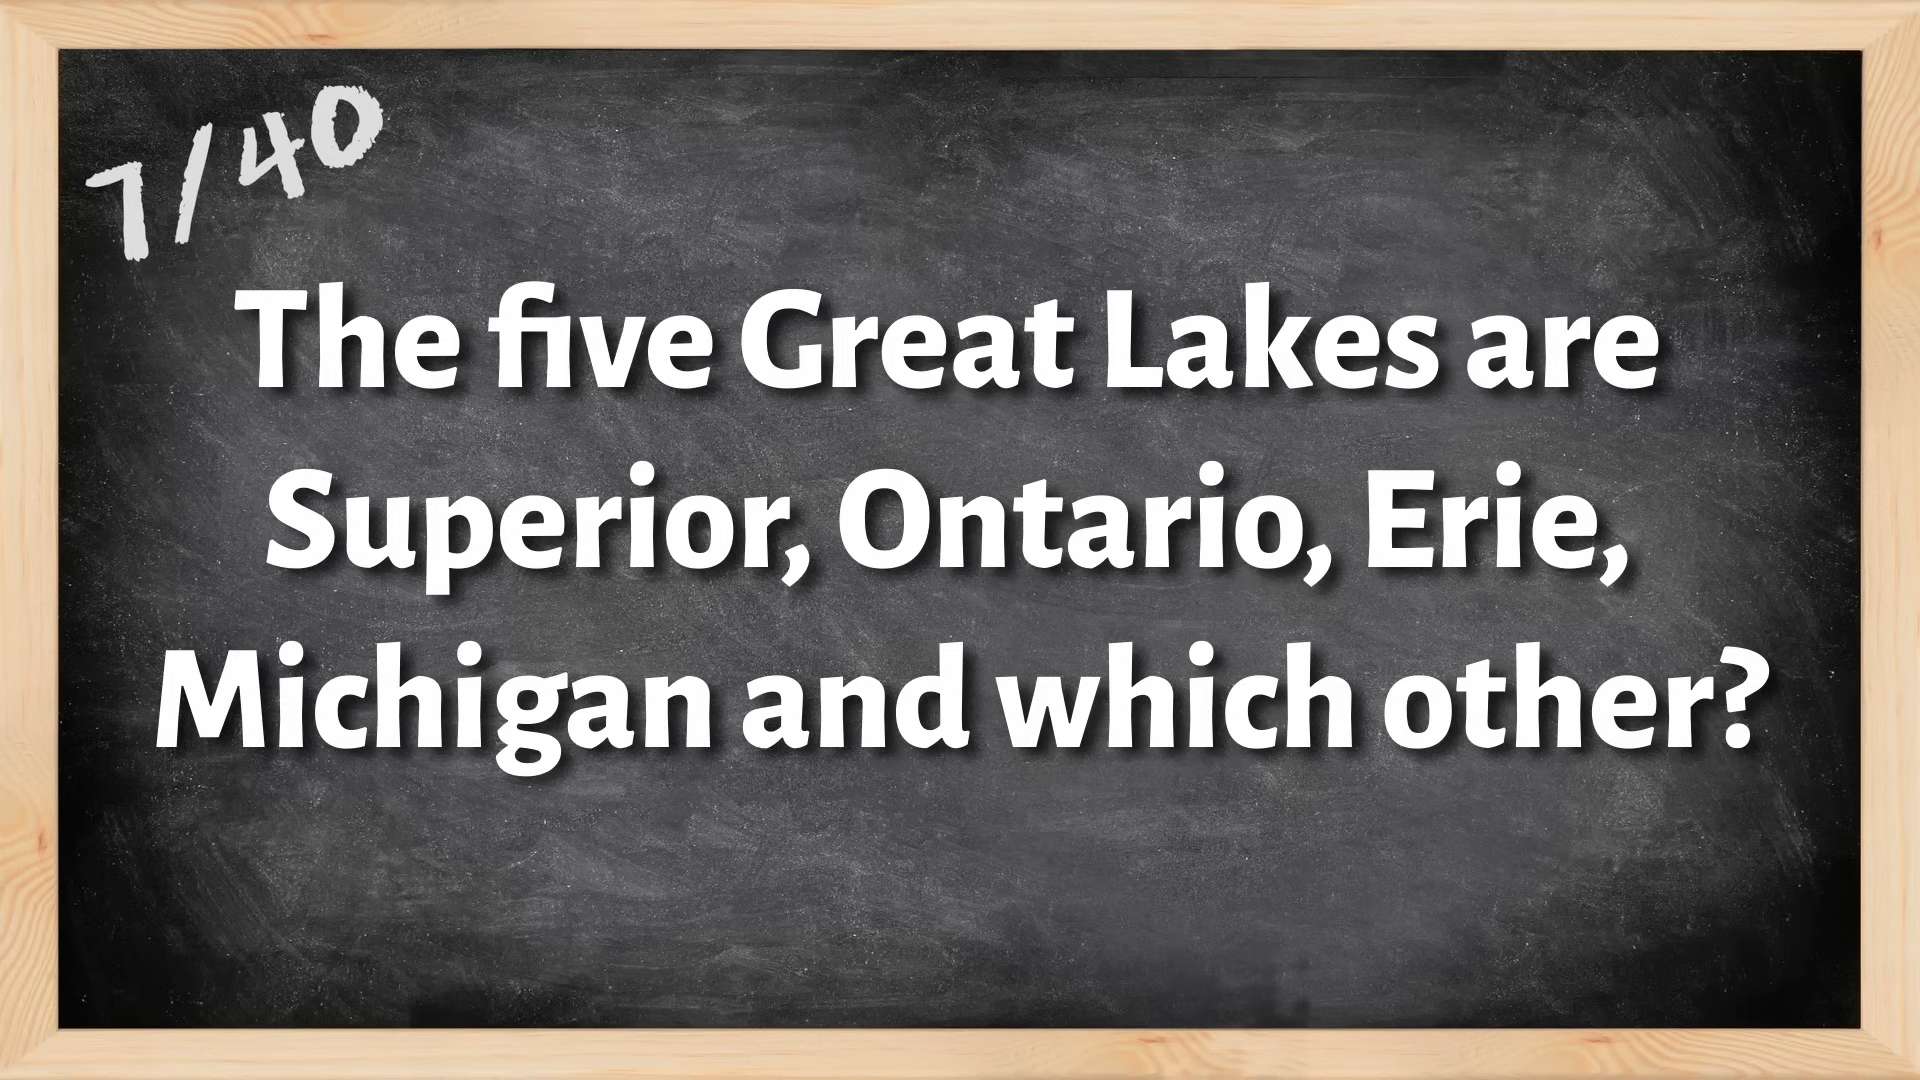 7/40
The five Great Lakes are
Superior, Ontario, Erie,
Michigan and which other?